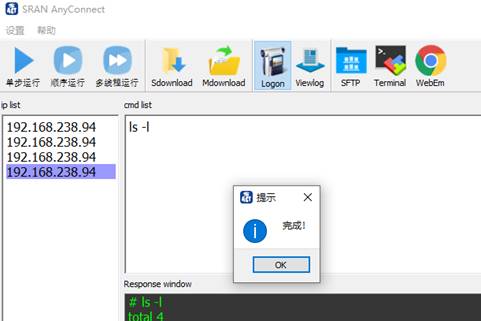 SRAN AnyConnect
设置 帮助
单步运行 顺序运行 多线程运行 Sdownload Mdownload Logon Viewlog SFTP Terminal WebEm
ip list
cmd list
192.168.238.94
192.168.238.94
192.168.238.94
192.168.238.94
ls -l
提示
完成!
OK
Response window
# ls -l
total 4